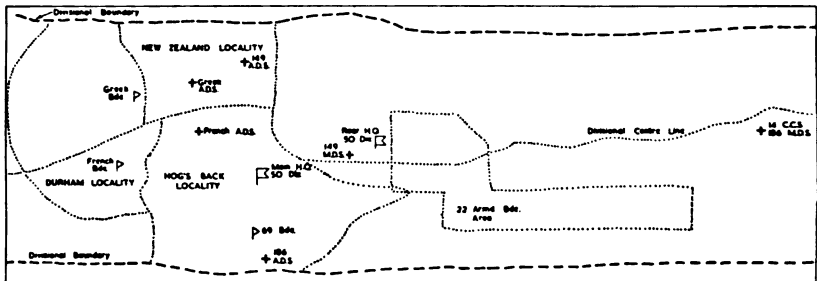 Divisional Boundary
NEW ZEALAND LOCALITY
149
A.D.S.
Greek
A.D.S.
Greek
Bde.
French A.D.S.
Rear H.Q.
50 Div.
149
M.D.S.
Divisional Centre Line
14 C.C.S.
186 M.D.S.
French
Bde.
DURHAM LOCALITY
HOG'S BACK
LOCALITY
Main H.Q.
50 Div.
22 Armd Bde.
Area
69 Bde.
186
A.D.S.
Divisional Boundary